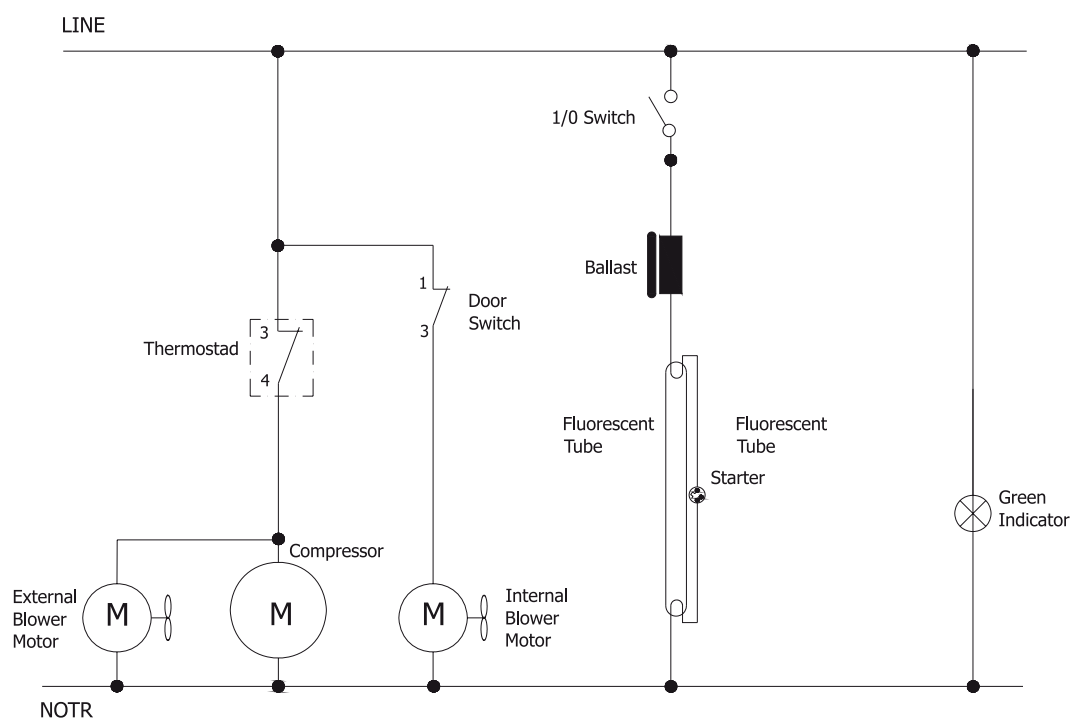 LINE
1/0 Switch
Ballast
1
Door
Switch
3
3
Thermostad
4
Fluorescent
Tube
Fluorescent
Tube
Starter
Green
Indicator
Compressor
External
Blower
Motor
M
M
M
Internal
Blower
Motor
NOTR